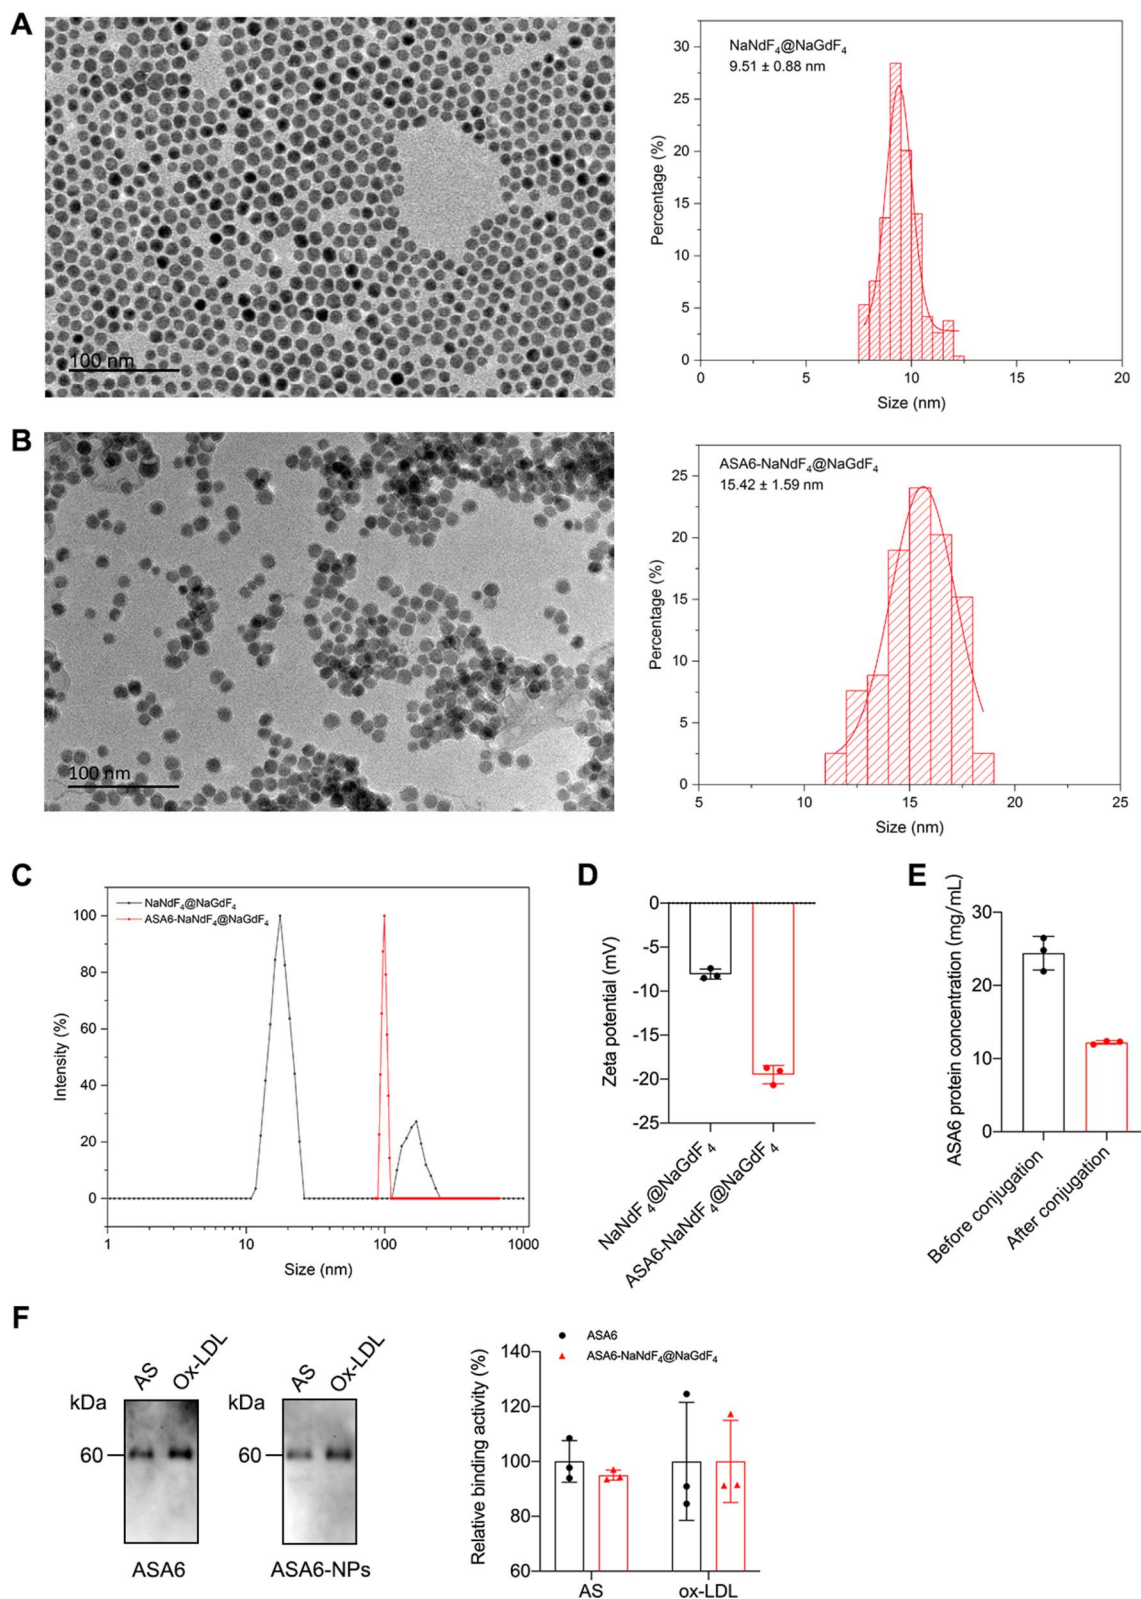 A
100 nm
NaNdF₄@NaGdF₄
9.51 ± 0.88 nm
30
25
20
15
10
5
0
Percentage (%)
0 5 10 15 20
Size (nm)
B
100 nm
ASA6-NaNdF₄@NaGdF₄
15.42 ± 1.59 nm
25
20
15
10
5
0
Percentage (%)
5 10 15 20 25
Size (nm)
C
NaNdF₄@NaGdF₄
ASA6-NaNdF₄@NaGdF₄
100
80
60
40
20
0
Intensity (%)
1 10 100 1000
Size (nm)
D
0
-5
-10
-15
-20
-25
Zeta potential (mV)
NaNdF₄@NaGdF₄
ASA6-NaNdF₄@NaGdF₄
E
ASA6 protein concentration (mg/mL)
30
20
10
0
Before conjugation
After conjugation
F
AS Ox-LDL
kDa
60
ASA6
AS Ox-LDL
kDa
60
ASA6-NPs
ASA6
ASA6-NaNdF₄@NaGdF₄
140
120
100
80
60
Relative binding activity (%)
AS ox-LDL